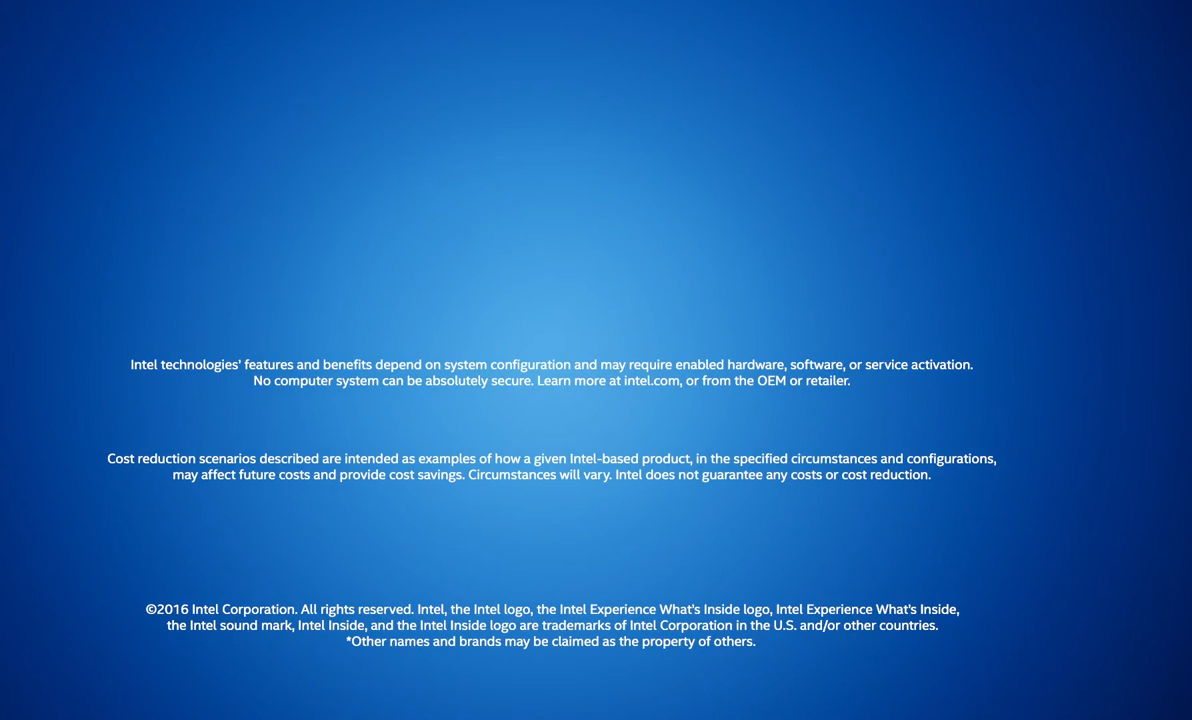 Intel technologies' features and benefits depend on system configuration and may require enabled hardware, software, or service activation.
No computer system can be absolutely secure. Learn more at intel.com, or from the OEM or retailer.
Cost reduction scenarios described are intended as examples of how a given Intel-based product, in the specified circumstances and configurations,
may affect future costs and provide cost savings. Circumstances will vary. Intel does not guarantee any costs or cost reduction.
©2016 Intel Corporation. All rights reserved. Intel, the Intel logo, the Intel Experience What's Inside logo, Intel Experience What's Inside,
the Intel sound mark, Intel Inside, and the Intel Inside logo are trademarks of Intel Corporation in the U.S. and/or other countries.
*Other names and brands may be claimed as the property of others.